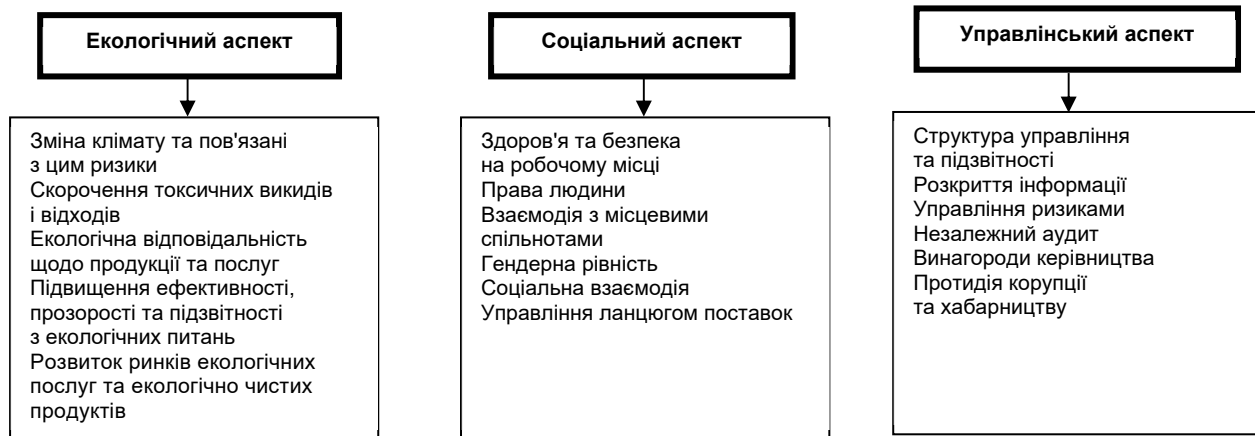 Екологічний аспект
Зміна клімату та пов'язані
з цим ризики
Скорочення токсичних викидів
і відходів
Екологічна відповідальність
щодо продукції та послуг
Підвищення ефективності,
прозорості та підзвітності
з екологічних питань
Розвиток ринків екологічних
послуг та екологічно чистих
продуктів
Соціальний аспект
Здоров'я та безпека
на робочому місці
Права людини
Взаємодія з місцевими
спільнотами
Гендерна рівність
Соціальна взаємодія
Управління ланцюгом поставок
Управлінський аспект
Структура управління
та підзвітності
Розкриття інформації
Управління ризиками
Незалежний аудит
Винагороди керівництва
Протидія корупції
та хабарництву